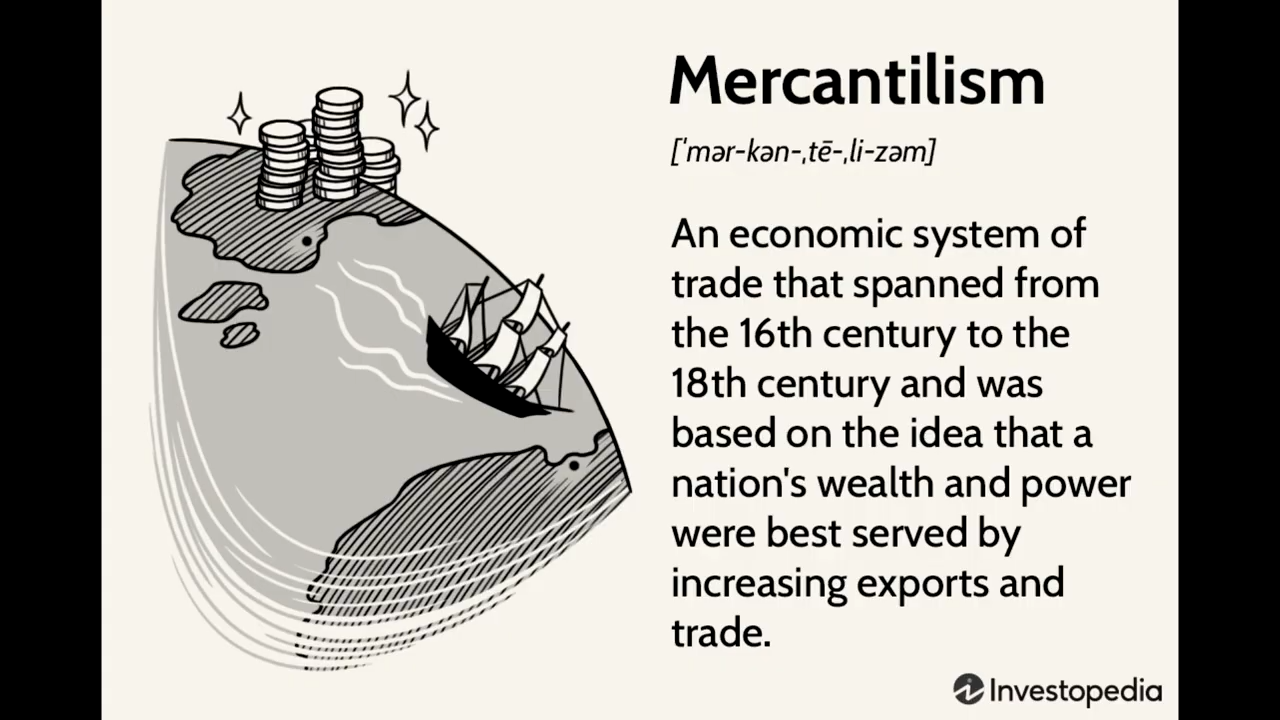 Mercantilism
[ˈmər-kən-ˌtē-ˌli-zəm]
An economic system of
trade that spanned from
the 16th century to the
18th century and was
based on the idea that a
nation's wealth and power
were best served by
increasing exports and
trade.
Investopedia